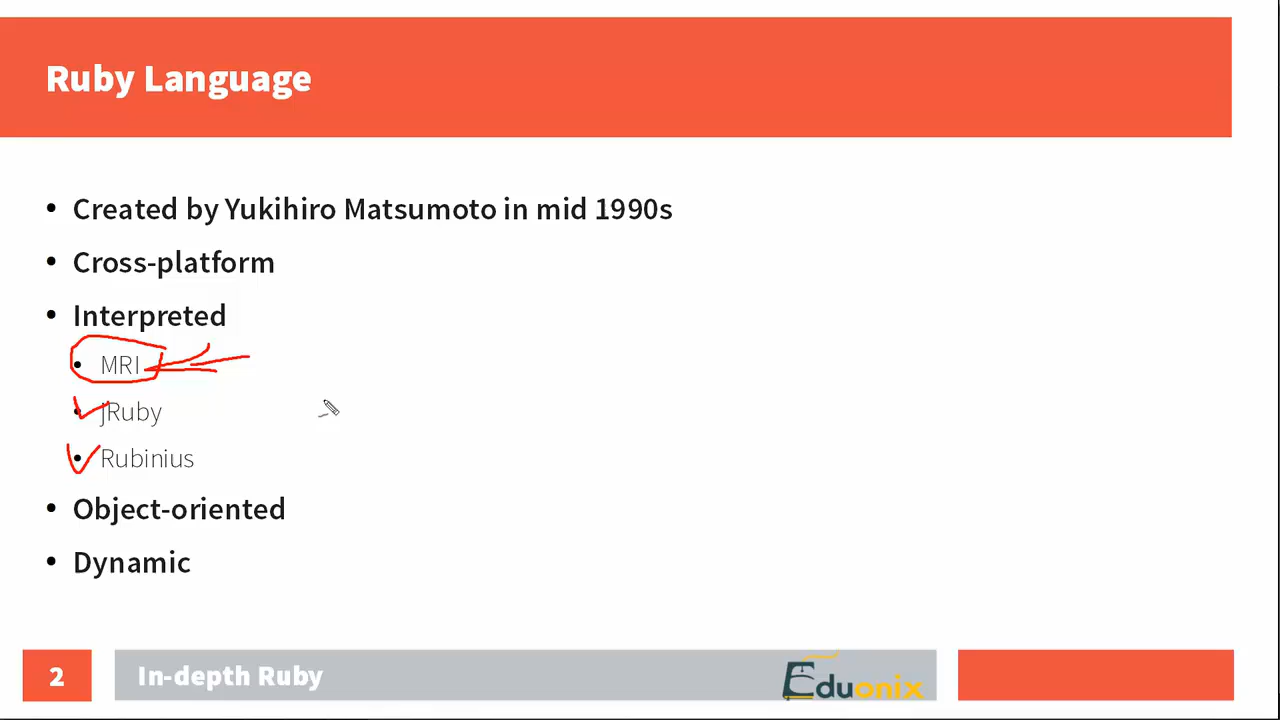 Ruby Language
• Created by Yukihiro Matsumoto in mid 1990s
• Cross-platform
• Interpreted
• MRI
• jRuby
• Rubinius
• Object-oriented
• Dynamic
2
In-depth Ruby
Eduonix